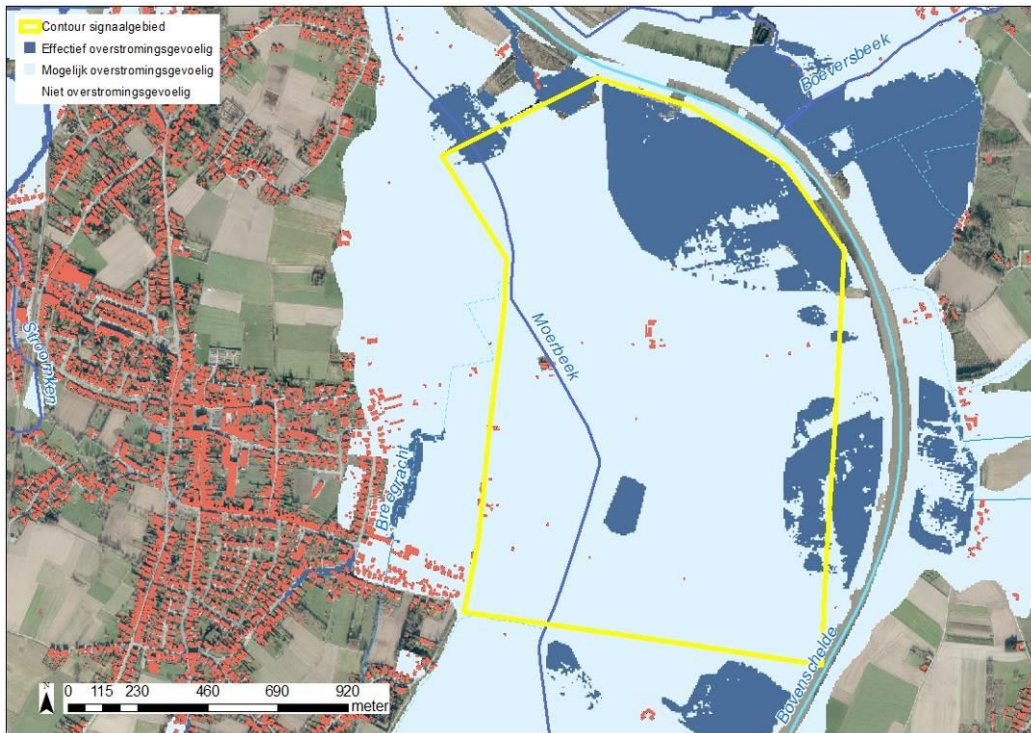 Contour signaalgebied
Effectief overstromingsgevoelig
Mogelijk overstromingsgevoelig
Niet overstromingsgevoelig
Boeversbeek
Moerbeek
Stroomken
Breegracht
Bovenschelde
0 115 230 460 690 920
meter